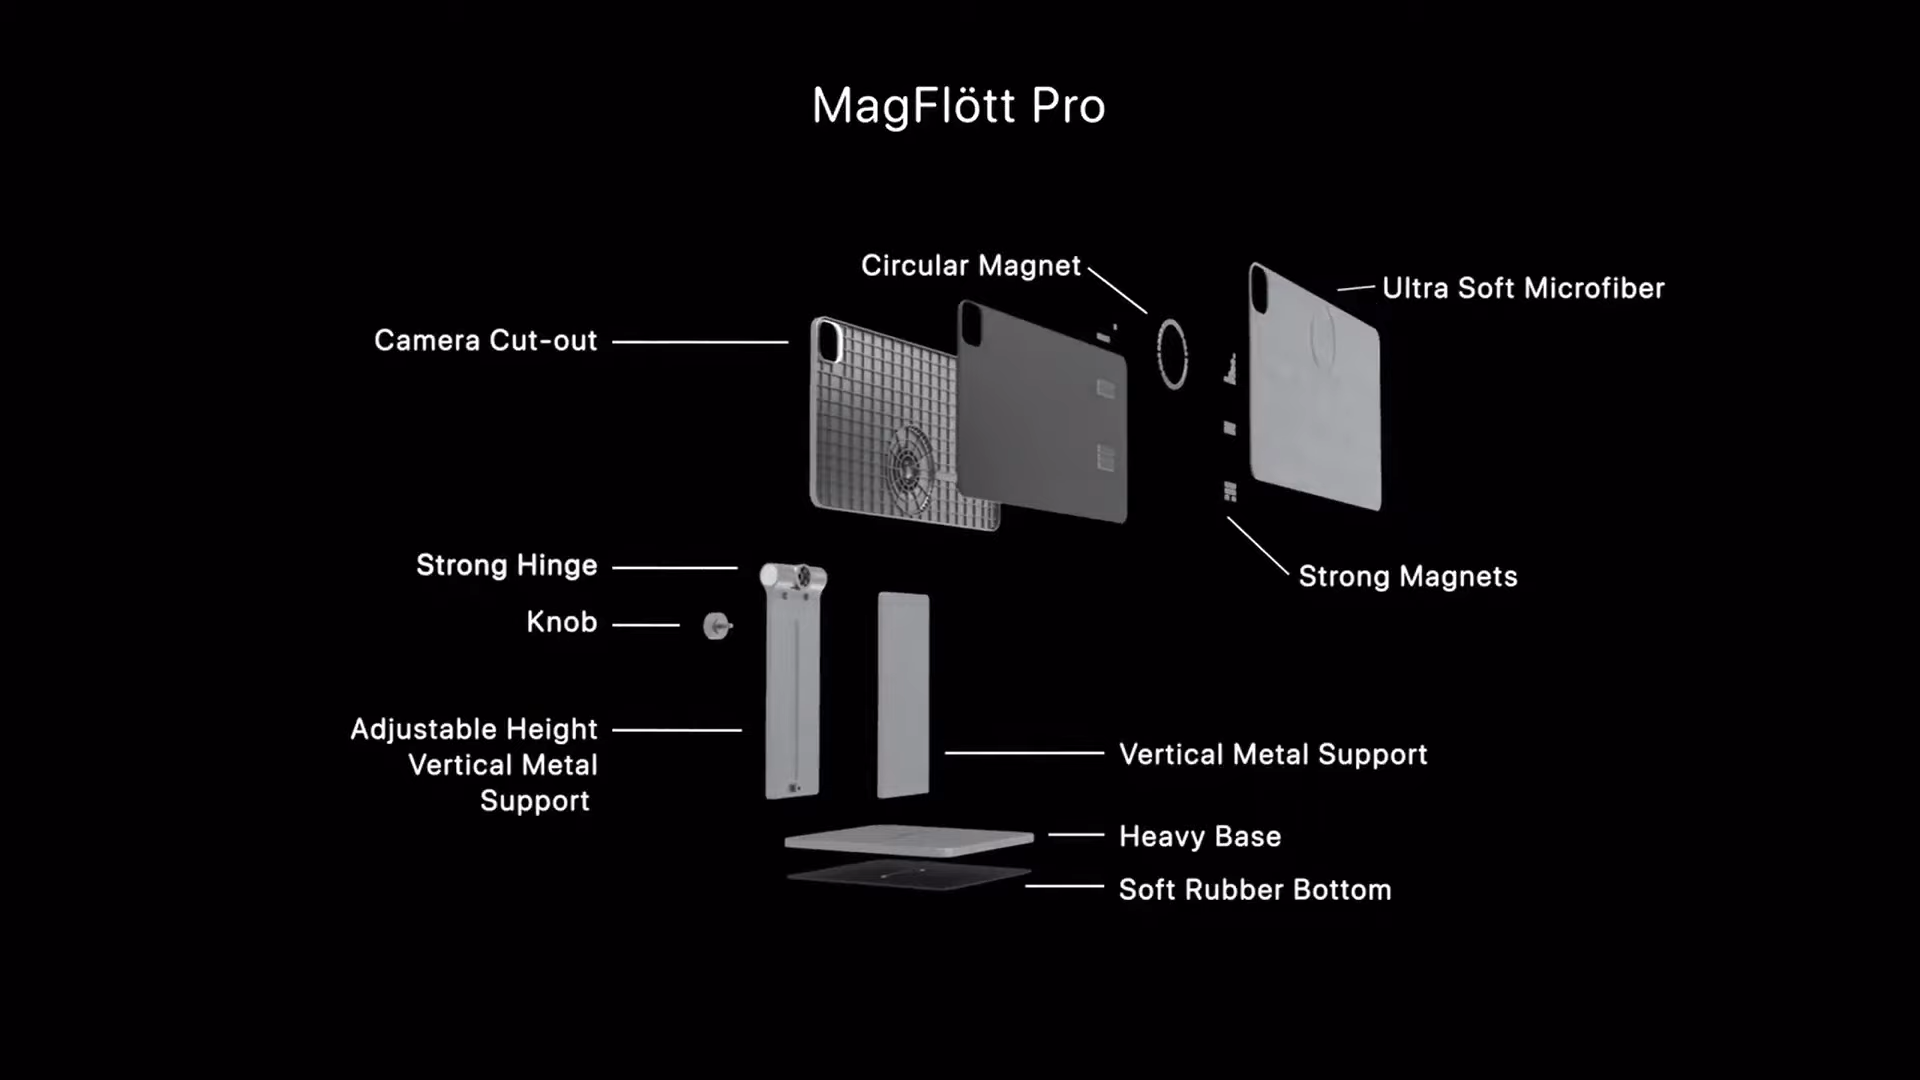 MagFlött Pro
Circular Magnet
Ultra Soft Microfiber
Camera Cut-out
Strong Hinge
Strong Magnets
Knob
Adjustable Height
Vertical Metal
Support
Vertical Metal Support
Heavy Base
Soft Rubber Bottom